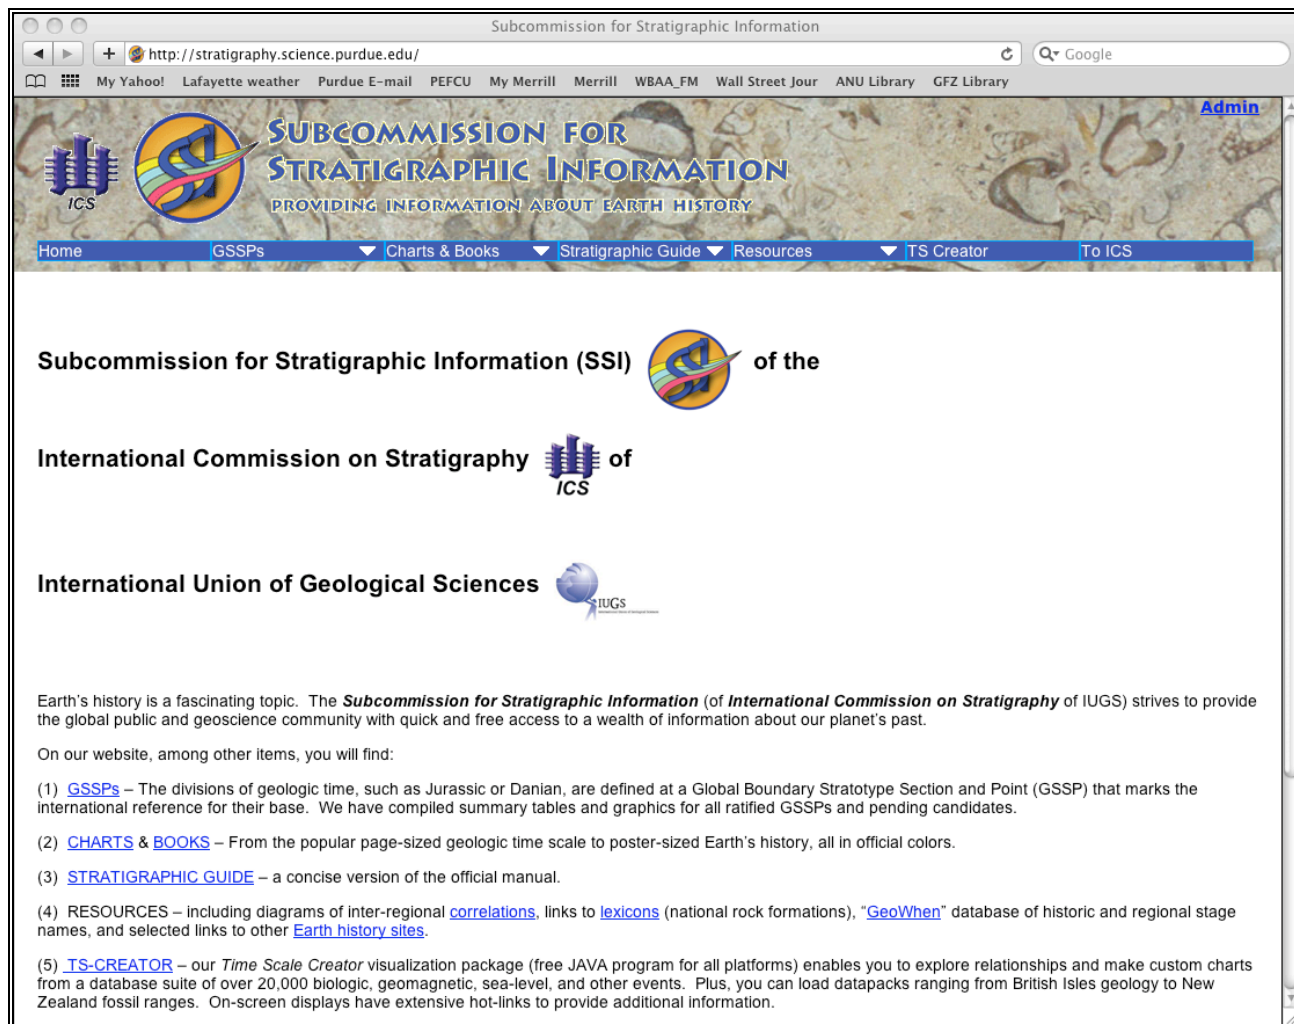 Subcommission for Stratigraphic Information
http://stratigraphy.science.purdue.edu/
Google
My Yahoo! Lafayette weather Purdue E-mail PEFCU My Merrill Merrill WBAA_FM Wall Street Jour ANU Library GFZ Library
Admin
SUBCOMMISSION FOR
STRATIGRAPHIC INFORMATION
PROVIDING INFORMATION ABOUT EARTH HISTORY
SSI
ICS
Home GSSPs Charts & Books Stratigraphic Guide Resources TS Creator To ICS
Subcommission for Stratigraphic Information (SSI) SSI of the
International Commission on Stratigraphy ICS of
International Union of Geological Sciences IUGS
Earth's history is a fascinating topic.  The Subcommission for Stratigraphic Information (of International Commission on Stratigraphy of IUGS) strives to provide
the global public and geoscience community with quick and free access to a wealth of information about our planet's past.
On our website, among other items, you will find:
(1)  GSSPs – The divisions of geologic time, such as Jurassic or Danian, are defined at a Global Boundary Stratotype Section and Point (GSSP) that marks the
international reference for their base.  We have compiled summary tables and graphics for all ratified GSSPs and pending candidates.
(2)  CHARTS & BOOKS – From the popular page-sized geologic time scale to poster-sized Earth's history, all in official colors.
(3)  STRATIGRAPHIC GUIDE – a concise version of the official manual.
(4)  RESOURCES – including diagrams of inter-regional correlations, links to lexicons (national rock formations), "GeoWhen" database of historic and regional stage
names, and selected links to other Earth history sites.
(5)  TS-CREATOR – our Time Scale Creator visualization package (free JAVA program for all platforms) enables you to explore relationships and make custom charts
from a database suite of over 20,000 biologic, geomagnetic, sea-level, and other events.  Plus, you can load datapacks ranging from British Isles geology to New
Zealand fossil ranges.  On-screen displays have extensive hot-links to provide additional information.